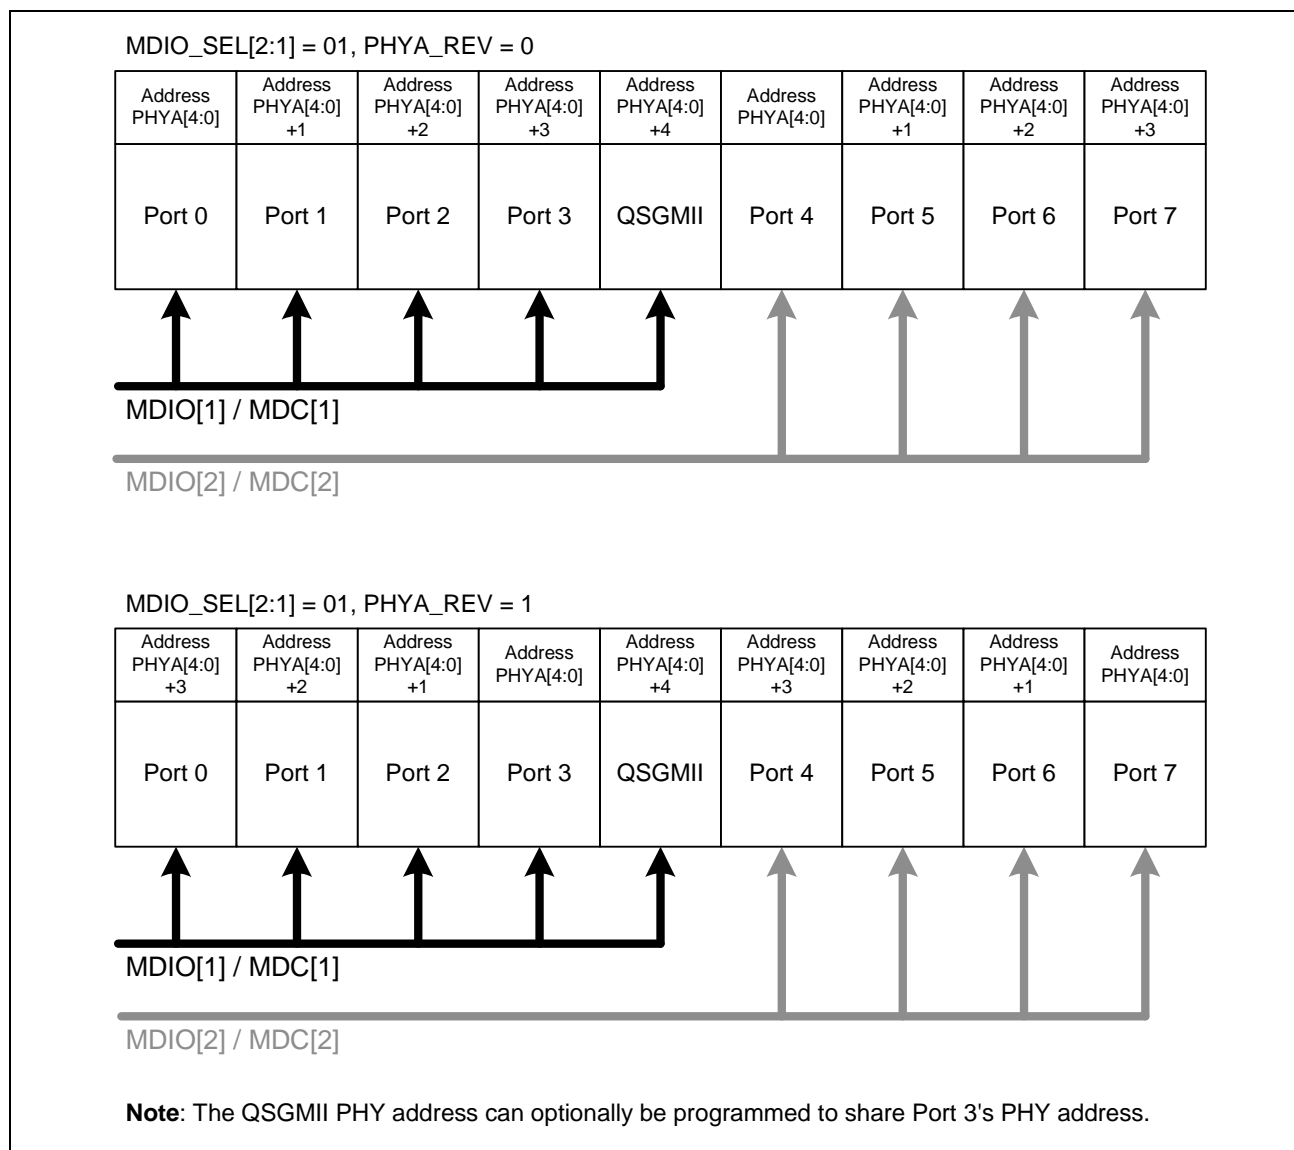 MDIO_SEL[2:1] = 01, PHYA_REV = 0
Address PHYA[4:0]
Address PHYA[4:0] +1
Address PHYA[4:0] +2
Address PHYA[4:0] +3
Address PHYA[4:0] +4
Address PHYA[4:0]
Address PHYA[4:0] +1
Address PHYA[4:0] +2
Address PHYA[4:0] +3
Port 0 Port 1 Port 2 Port 3 QSGMII Port 4 Port 5 Port 6 Port 7
MDIO[1] / MDC[1]
MDIO[2] / MDC[2]
MDIO_SEL[2:1] = 01, PHYA_REV = 1
Address PHYA[4:0] +3
Address PHYA[4:0] +2
Address PHYA[4:0] +1
Address PHYA[4:0]
Address PHYA[4:0] +4
Address PHYA[4:0] +3
Address PHYA[4:0] +2
Address PHYA[4:0] +1
Address PHYA[4:0]
Port 0 Port 1 Port 2 Port 3 QSGMII Port 4 Port 5 Port 6 Port 7
MDIO[1] / MDC[1]
MDIO[2] / MDC[2]
Note: The QSGMII PHY address can optionally be programmed to share Port 3's PHY address.